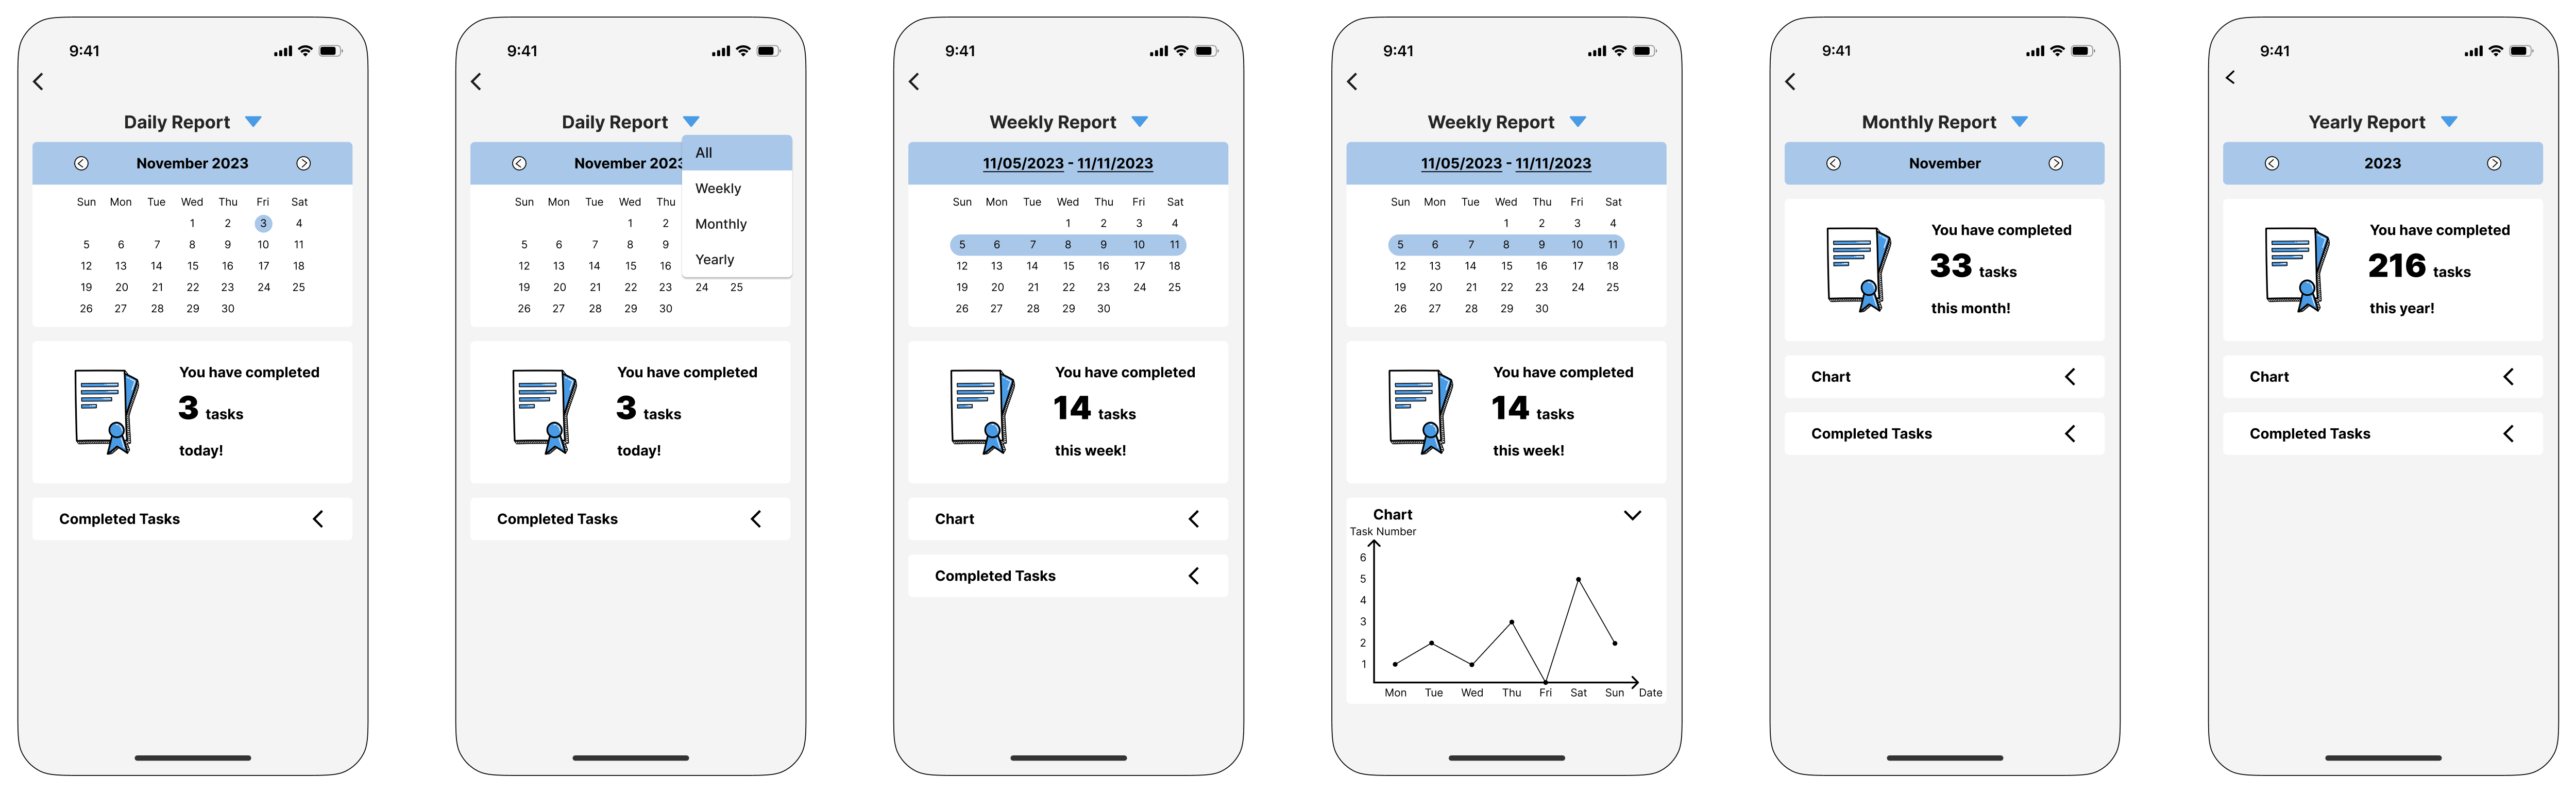 9:41
Daily Report
November 2023
Sun Mon Tue Wed Thu Fri Sat
1 2 3 4
5 6 7 8 9 10 11
12 13 14 15 16 17 18
19 20 21 22 23 24 25
26 27 28 29 30
You have completed
3 tasks
today!
Completed Tasks
9:41
Daily Report
November 2023
All
Weekly
Monthly
Yearly
Sun Mon Tue Wed Thu
1 2
5 6 7 8 9
12 13 14 15 16
19 20 21 22 23 24 25
26 27 28 29 30
You have completed
3 tasks
today!
Completed Tasks
9:41
Weekly Report
11/05/2023 - 11/11/2023
Sun Mon Tue Wed Thu Fri Sat
1 2 3 4
5 6 7 8 9 10 11
12 13 14 15 16 17 18
19 20 21 22 23 24 25
26 27 28 29 30
You have completed
14 tasks
this week!
Chart
Completed Tasks
9:41
Weekly Report
11/05/2023 - 11/11/2023
Sun Mon Tue Wed Thu Fri Sat
1 2 3 4
5 6 7 8 9 10 11
12 13 14 15 16 17 18
19 20 21 22 23 24 25
26 27 28 29 30
You have completed
14 tasks
this week!
Chart
Task Number
6
5
4
3
2
1
Mon Tue Wed Thu Fri Sat Sun Date
9:41
Monthly Report
November
You have completed
33 tasks
this month!
Chart
Completed Tasks
9:41
Yearly Report
2023
You have completed
216 tasks
this year!
Chart
Completed Tasks